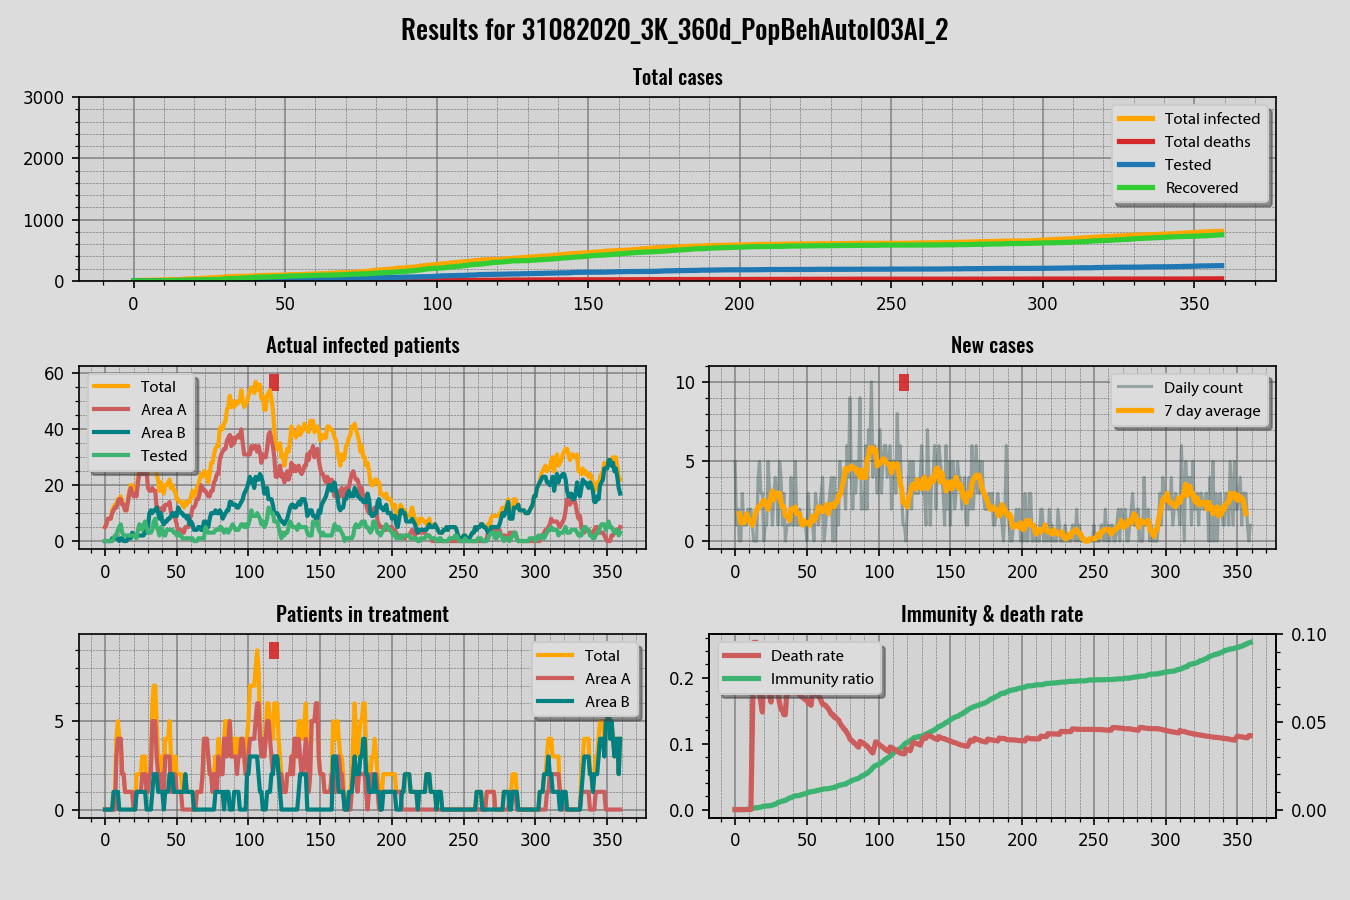 Results for 31082020_3K_360d_PopBehAutoI03AI_2
Total cases
3000
2000
1000
0
Total infected
Total deaths
Tested
Recovered
0 50 100 150 200 250 300 350
Actual infected patients
60
40
20
0
Total
Area A
Area B
Tested
0 50 100 150 200 250 300 350
New cases
10
5
0
Daily count
7 day average
0 50 100 150 200 250 300 350
Patients in treatment
5
0
Total
Area A
Area B
0 50 100 150 200 250 300 350
Immunity & death rate
0.2
0.1
0.0
Death rate
Immunity ratio
0.10
0.05
0.00
0 50 100 150 200 250 300 350